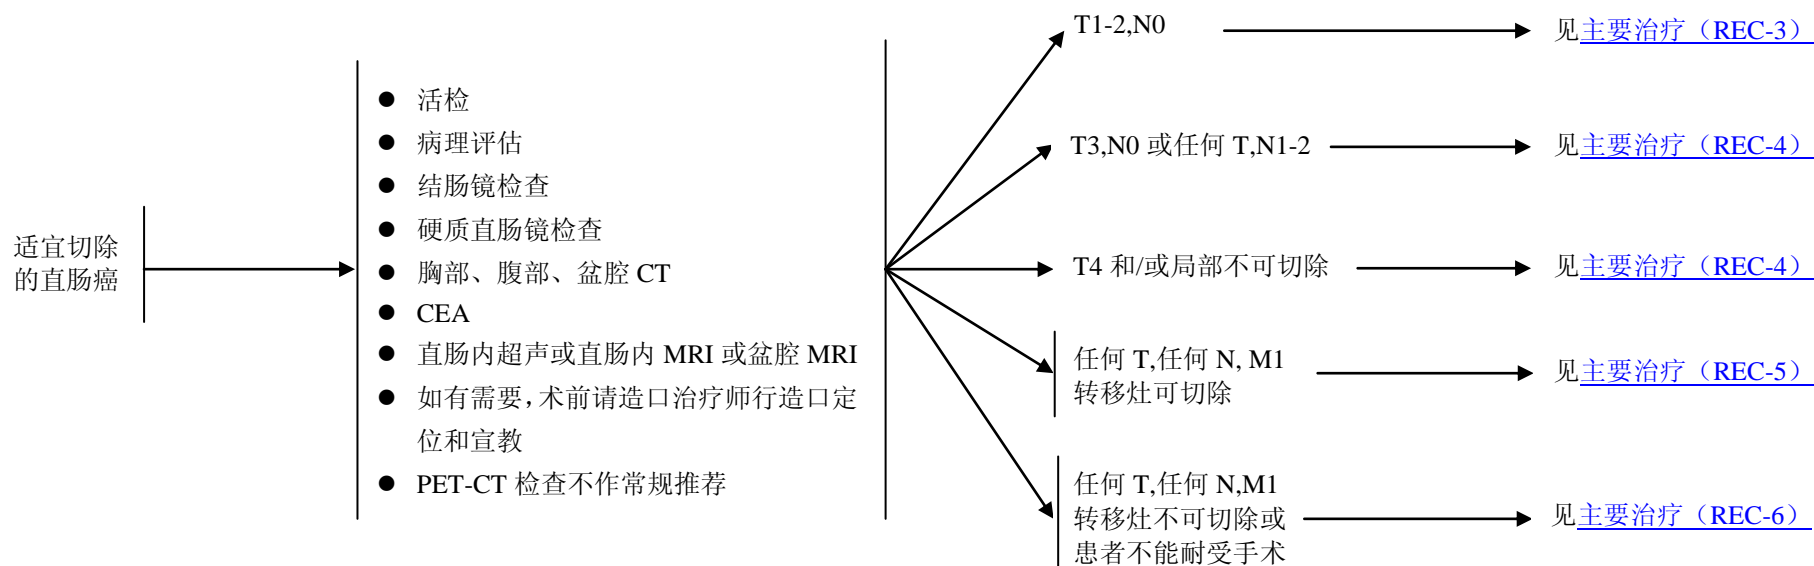 适宜切除
的直肠癌
● 活检
● 病理评估
● 结肠镜检查
● 硬质直肠镜检查
● 胸部、腹部、盆腔 CT
● CEA
● 直肠内超声或直肠内 MRI 或盆腔 MRI
● 如有需要，术前请造口治疗师行造口定
位和宣教
● PET-CT 检查不作常规推荐
T1-2,N0
见主要治疗（REC-3）
T3,N0 或任何 T,N1-2
见主要治疗（REC-4）
T4 和/或局部不可切除
见主要治疗（REC-4）
任何 T,任何 N, M1
转移灶可切除
见主要治疗（REC-5）
任何 T,任何 N,M1
转移灶不可切除或
患者不能耐受手术
见主要治疗（REC-6）